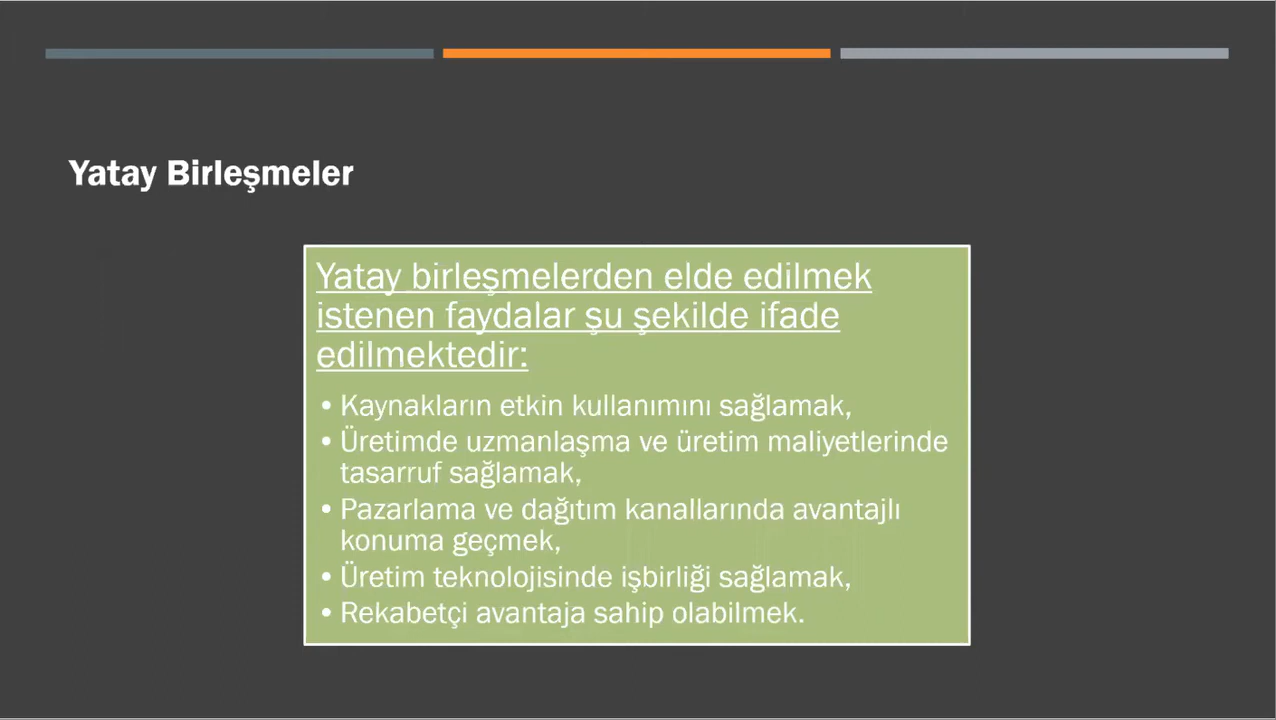 Yatay Birleşmeler
Yatay birleşmelerden elde edilmek
istenen faydalar şu şekilde ifade
edilmektedir:
• Kaynakların etkin kullanımını sağlamak,
• Üretimde uzmanlaşma ve üretim maliyetlerinde
tasarruf sağlamak,
• Pazarlama ve dağıtım kanallarında avantajlı
konuma geçmek,
• Üretim teknolojisinde işbirliği sağlamak,
• Rekabetçi avantaja sahip olabilmek.